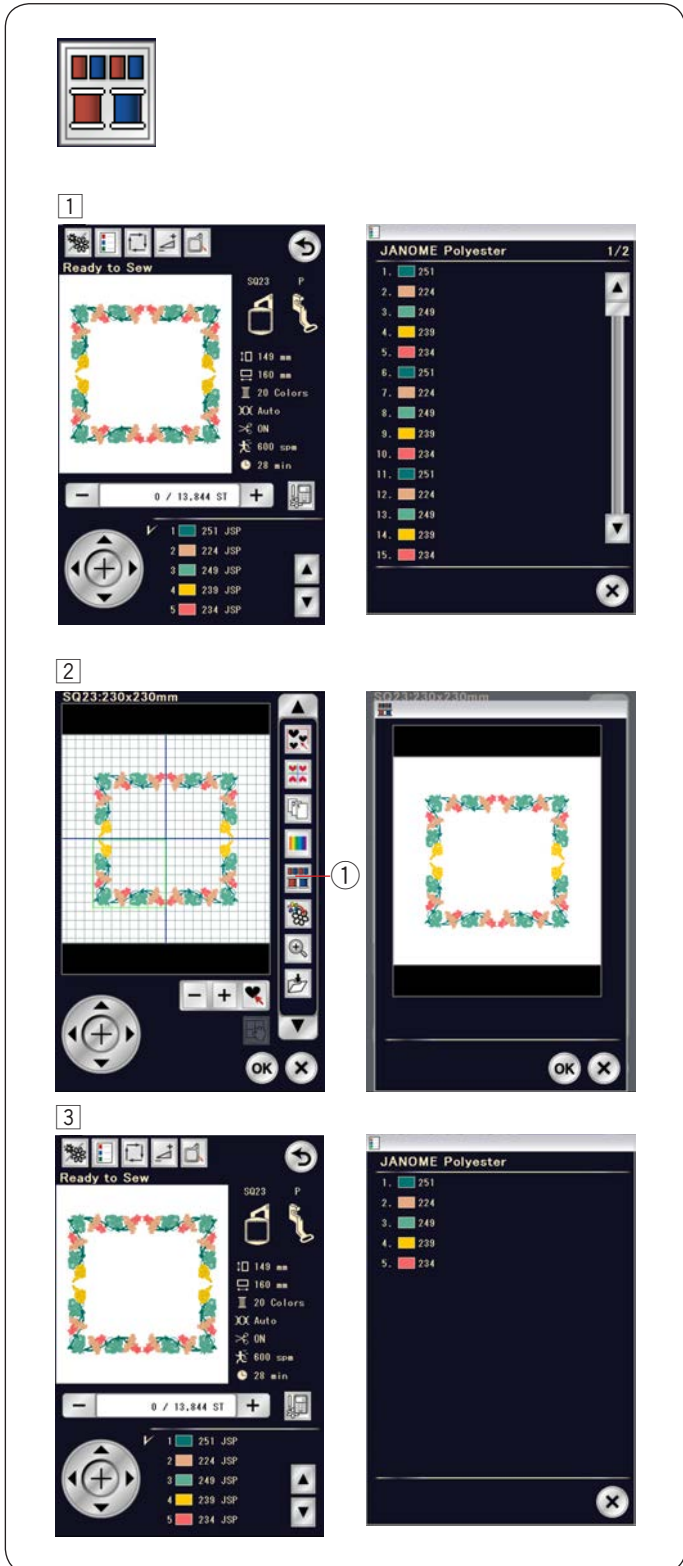 1
Ready to Sew
SQ23 P
149 mm
160 mm
20 Colors
Auto
ON
600 spm
28 min
− 0 / 13,844 ST +
1 251 JSP
2 224 JSP
3 249 JSP
4 239 JSP
5 234 JSP
JANOME Polyester 1/2
1. 251
2. 224
3. 249
4. 239
5. 234
6. 251
7. 224
8. 249
9. 239
10. 234
11. 251
12. 224
13. 249
14. 239
15. 234
2
SQ23:230x230mm
1
− +
OK
SQ23:230x230mm
OK
3
Ready to Sew
SQ23 P
149 mm
160 mm
20 Colors
Auto
ON
600 spm
28 min
− 0 / 13,844 ST +
1 251 JSP
2 224 JSP
3 249 JSP
4 239 JSP
5 234 JSP
JANOME Polyester
1. 251
2. 224
3. 249
4. 239
5. 234